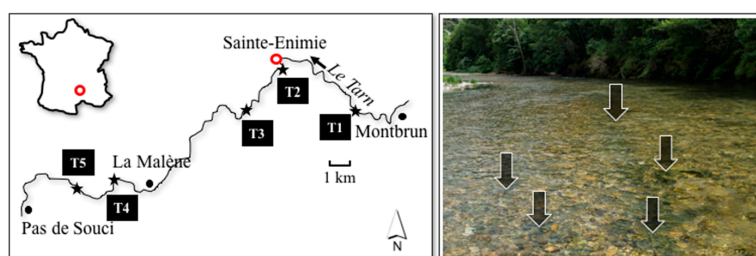 Sainte-Enimie
Le Tarn
T2
T3
T1
Montbrun
1 km
T5
La Malène
T4
Pas de Souci
N